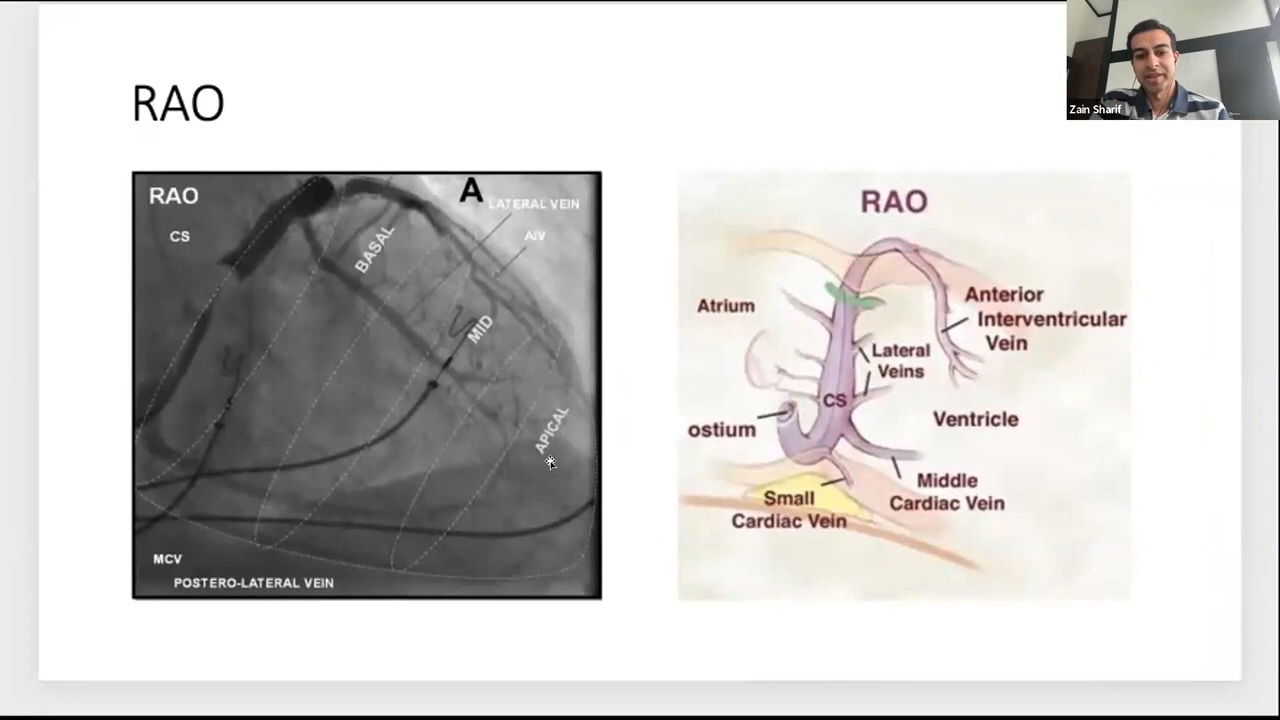 Zain Sharif
RAO
RAO
A
LATERAL VEIN
CS
AIV
BASAL
MID
APICAL
MCV
POSTERO-LATERAL VEIN
RAO
Atrium
Anterior
Interventricular
Vein
Lateral
Veins
CS
Ventricle
ostium
Middle
Cardiac Vein
Small
Cardiac Vein